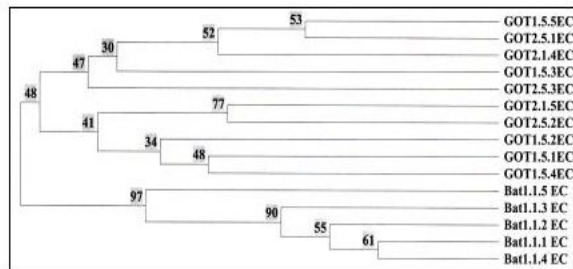 53
GOT1.5.5EC
52
GOT2.5.1EC
30
GOT2.1.4EC
47
GOT1.5.3EC
48
GOT2.5.3EC
77
GOT2.1.5EC
41
GOT2.5.2EC
34
GOT1.5.2EC
48
GOT1.5.1EC
GOT1.5.4EC
97
Bat1.1.5 EC
90
Bat1.1.3 EC
55
Bat1.1.2 EC
61
Bat1.1.1 EC
Bat1.1.4 EC